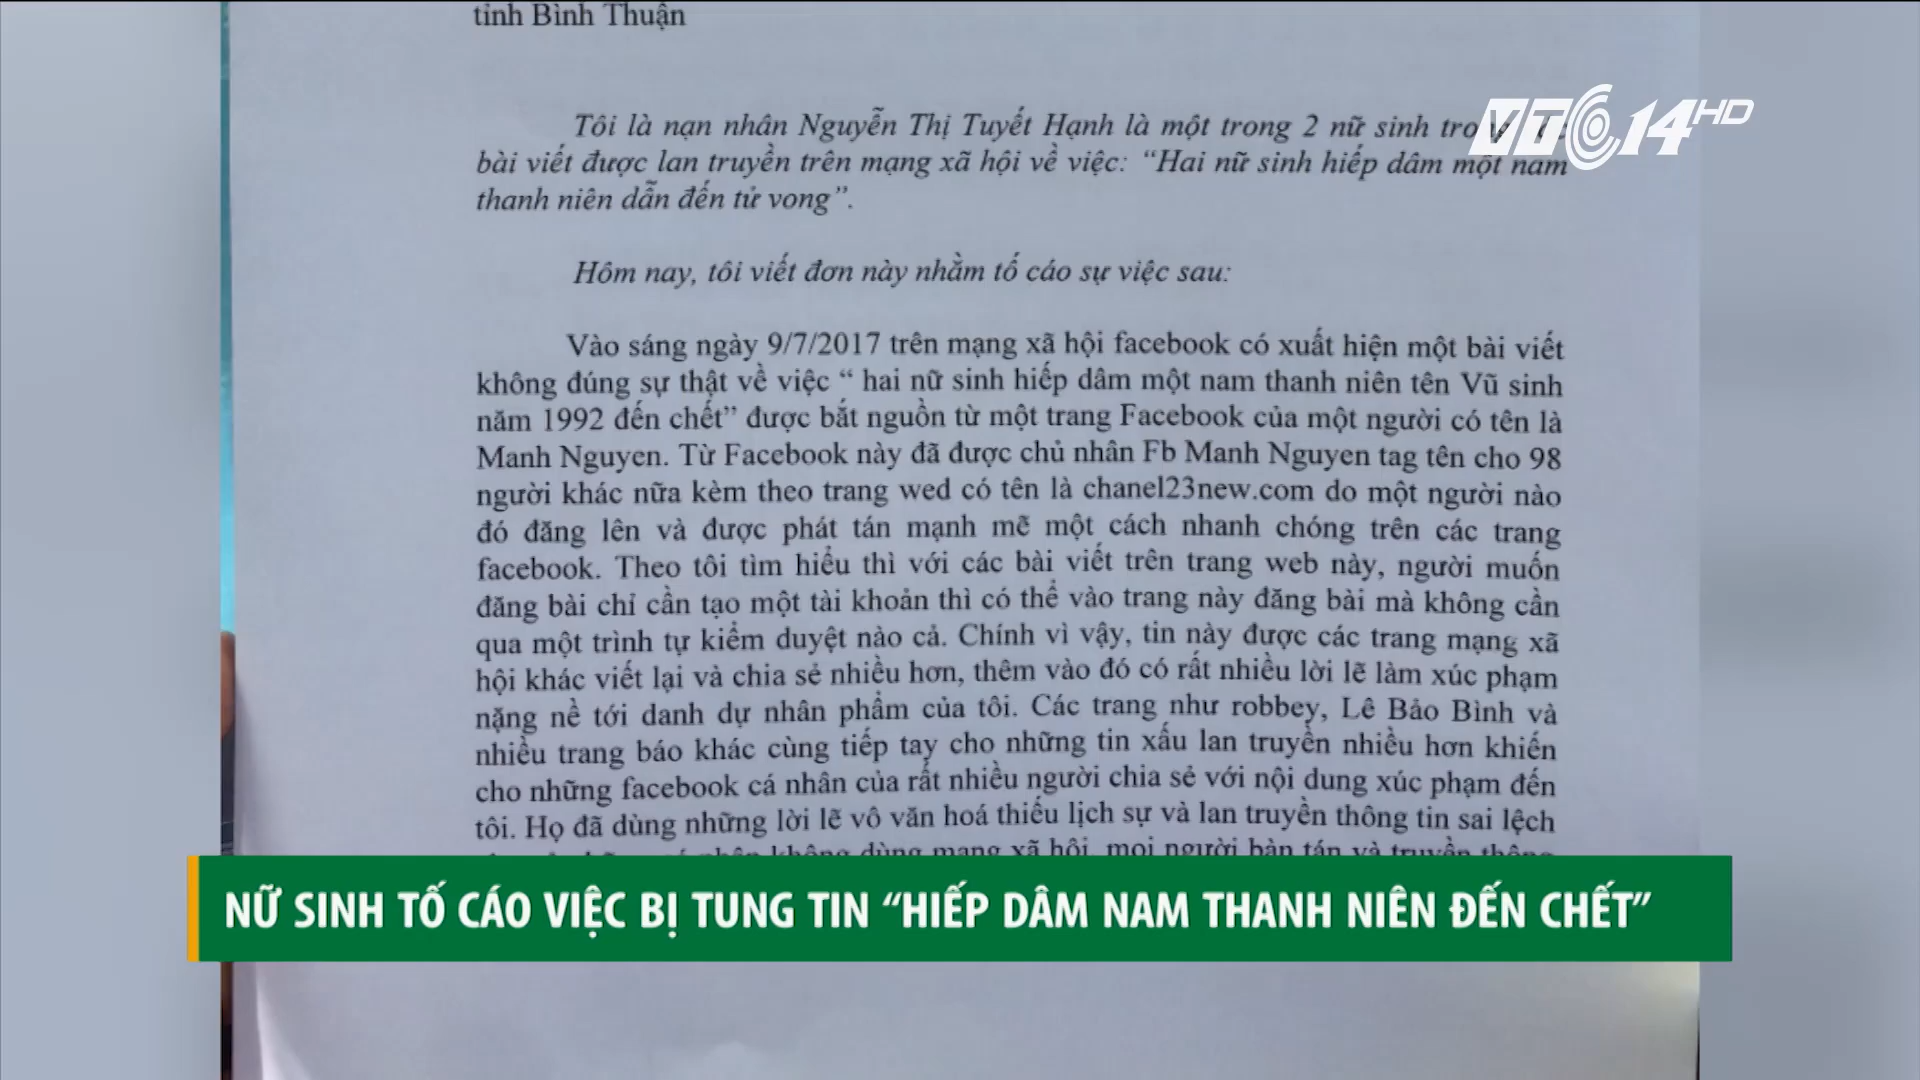 tỉnh Bình Thuận
VTC14HD
Tôi là nạn nhân Nguyễn Thị Tuyết Hạnh là một trong 2 nữ sinh trong
bài viết được lan truyền trên mạng xã hội về việc: “Hai nữ sinh hiếp dâm một nam
thanh niên dẫn đến tử vong”.
Hôm nay, tôi viết đơn này nhằm tố cáo sự việc sau:
Vào sáng ngày 9/7/2017 trên mạng xã hội facebook có xuất hiện một bài viết
không đúng sự thật về việc “ hai nữ sinh hiếp dâm một nam thanh niên tên Vũ sinh
năm 1992 đến chết” được bắt nguồn từ một trang Facebook của một người có tên là
Manh Nguyen. Từ Facebook này đã được chủ nhân Fb Manh Nguyen tag tên cho 98
người khác nữa kèm theo trang wed có tên là chanel23new.com do một người nào
đó đăng lên và được phát tán mạnh mẽ một cách nhanh chóng trên các trang
facebook. Theo tôi tìm hiểu thì với các bài viết trên trang web này, người muốn
đăng bài chỉ cần tạo một tài khoản thì có thể vào trang này đăng bài mà không cần
qua một trình tự kiểm duyệt nào cả. Chính vì vậy, tin này được các trang mạng xã
hội khác viết lại và chia sẻ nhiều hơn, thêm vào đó có rất nhiều lời lẽ làm xúc phạm
nặng nề tới danh dự nhân phẩm của tôi. Các trang như robbey, Lê Bảo Bình và
nhiều trang báo khác cùng tiếp tay cho những tin xấu lan truyền nhiều hơn khiến
cho những facebook cá nhân của rất nhiều người chia sẻ với nội dung xúc phạm đến
tôi. Họ đã dùng những lời lẽ vô văn hoá thiếu lịch sự và lan truyền thông tin sai lệch
nhân không dùng mạng xã hội, mọi người bàn tán và truyền thông
NỮ SINH TỐ CÁO VIỆC BỊ TUNG TIN “HIẾP DÂM NAM THANH NIÊN ĐẾN CHẾT”